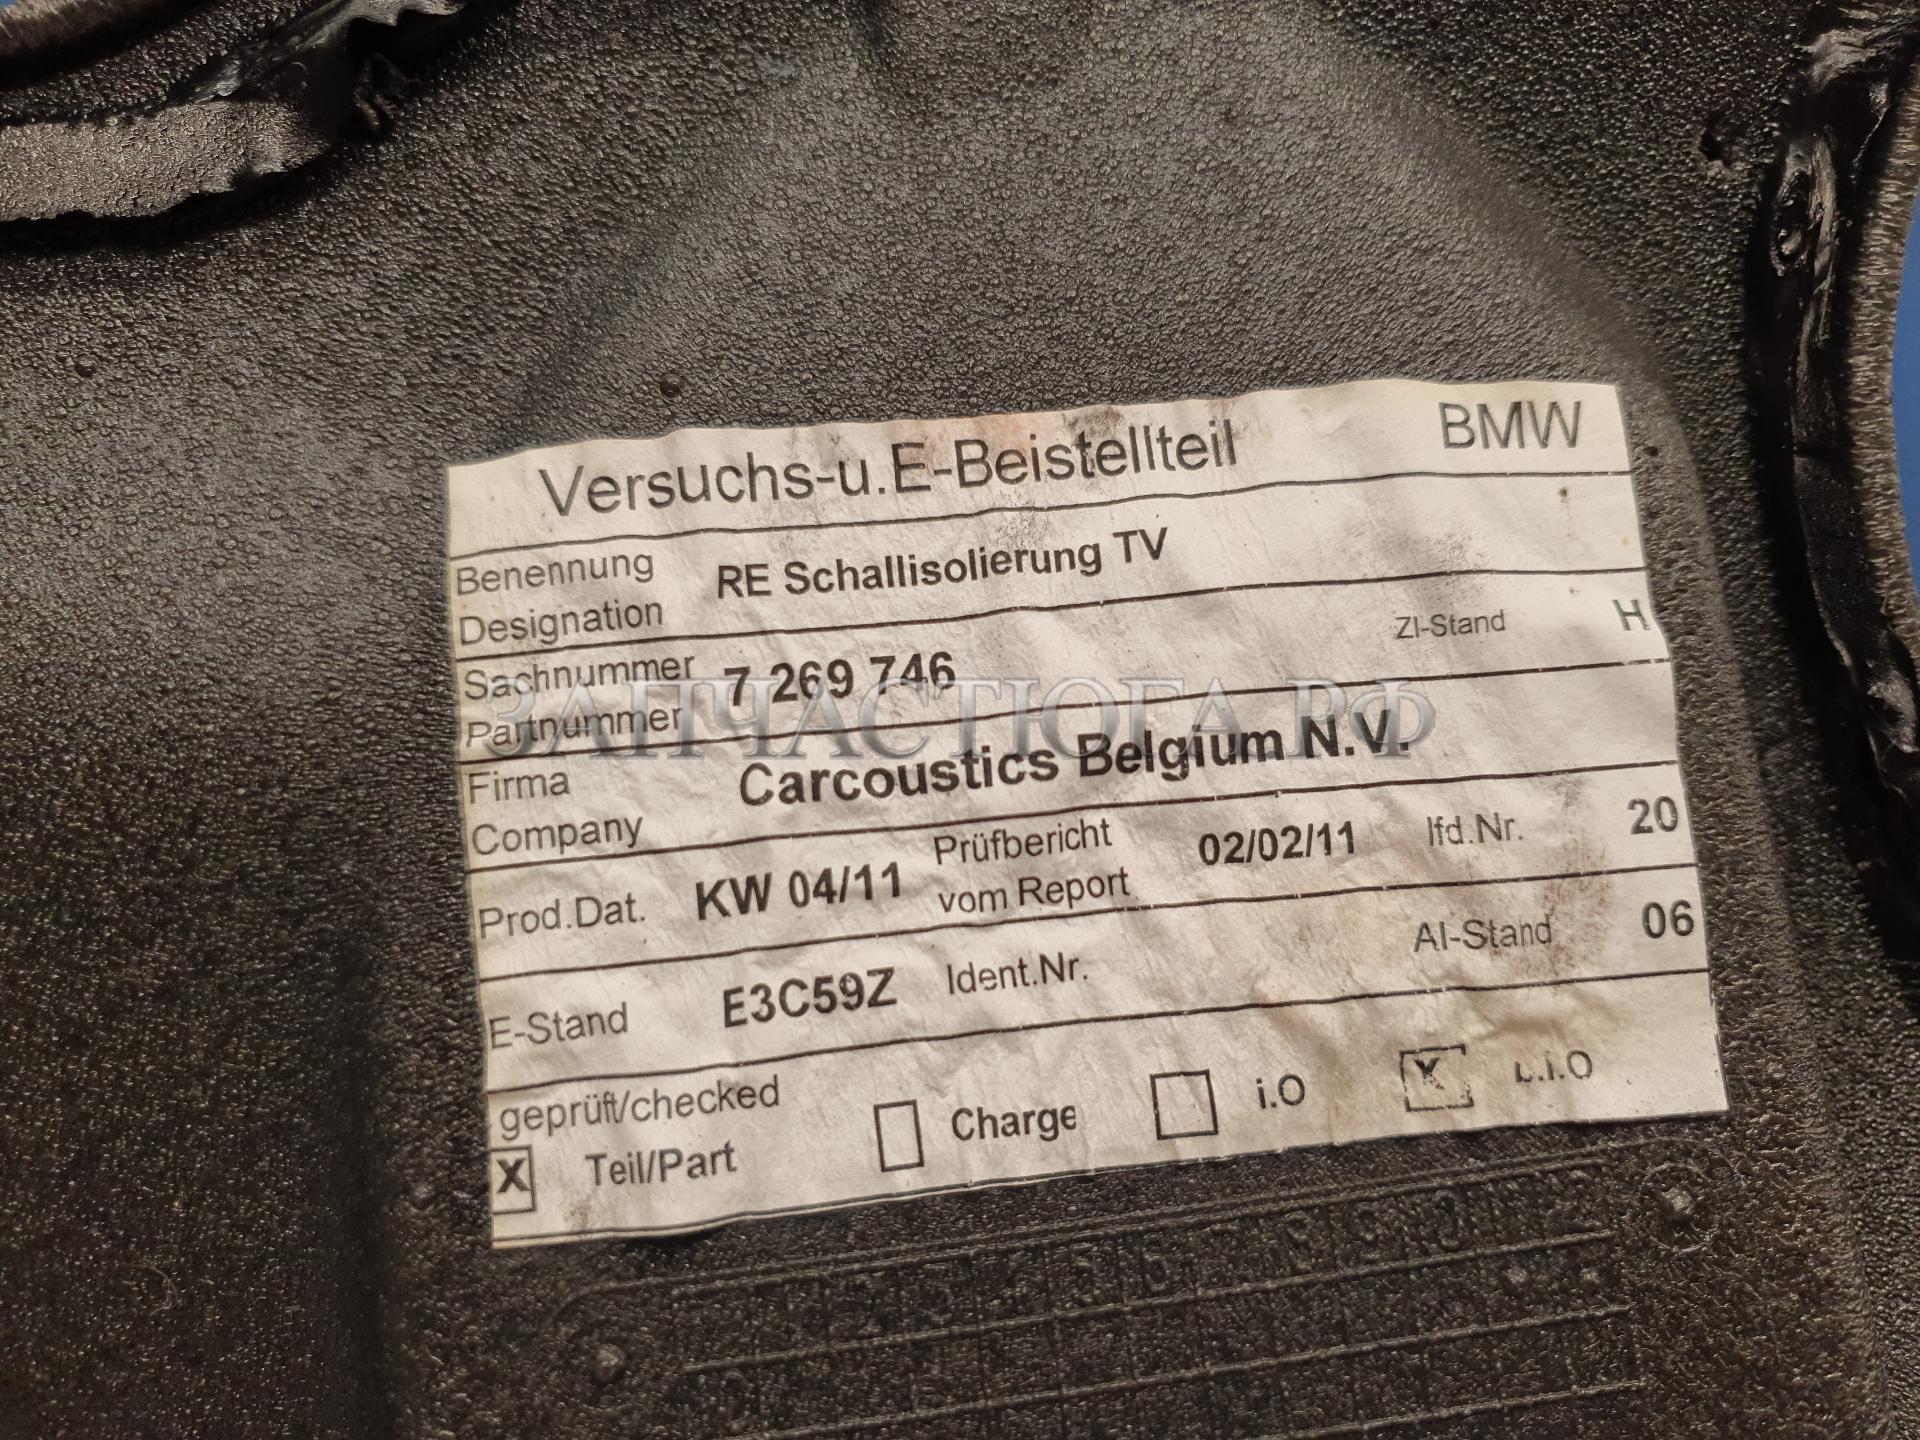 Versuchs-u.E-Beistellteil BMW
Benennung
Designation RE Schallisolierung TV
Sachnummer
Partnummer 7 269 746 ZI-Stand H
ЗАПЧАСТЮГА.РФ
Firma
Company Carcoustics Belgium N.V.
Prod.Dat. KW 04/11 Prüfbericht
vom Report 02/02/11 lfd.Nr. 20
E-Stand E3C59Z Ident.Nr. AI-Stand 06
geprüft/checked
X Teil/Part Charge i.O X